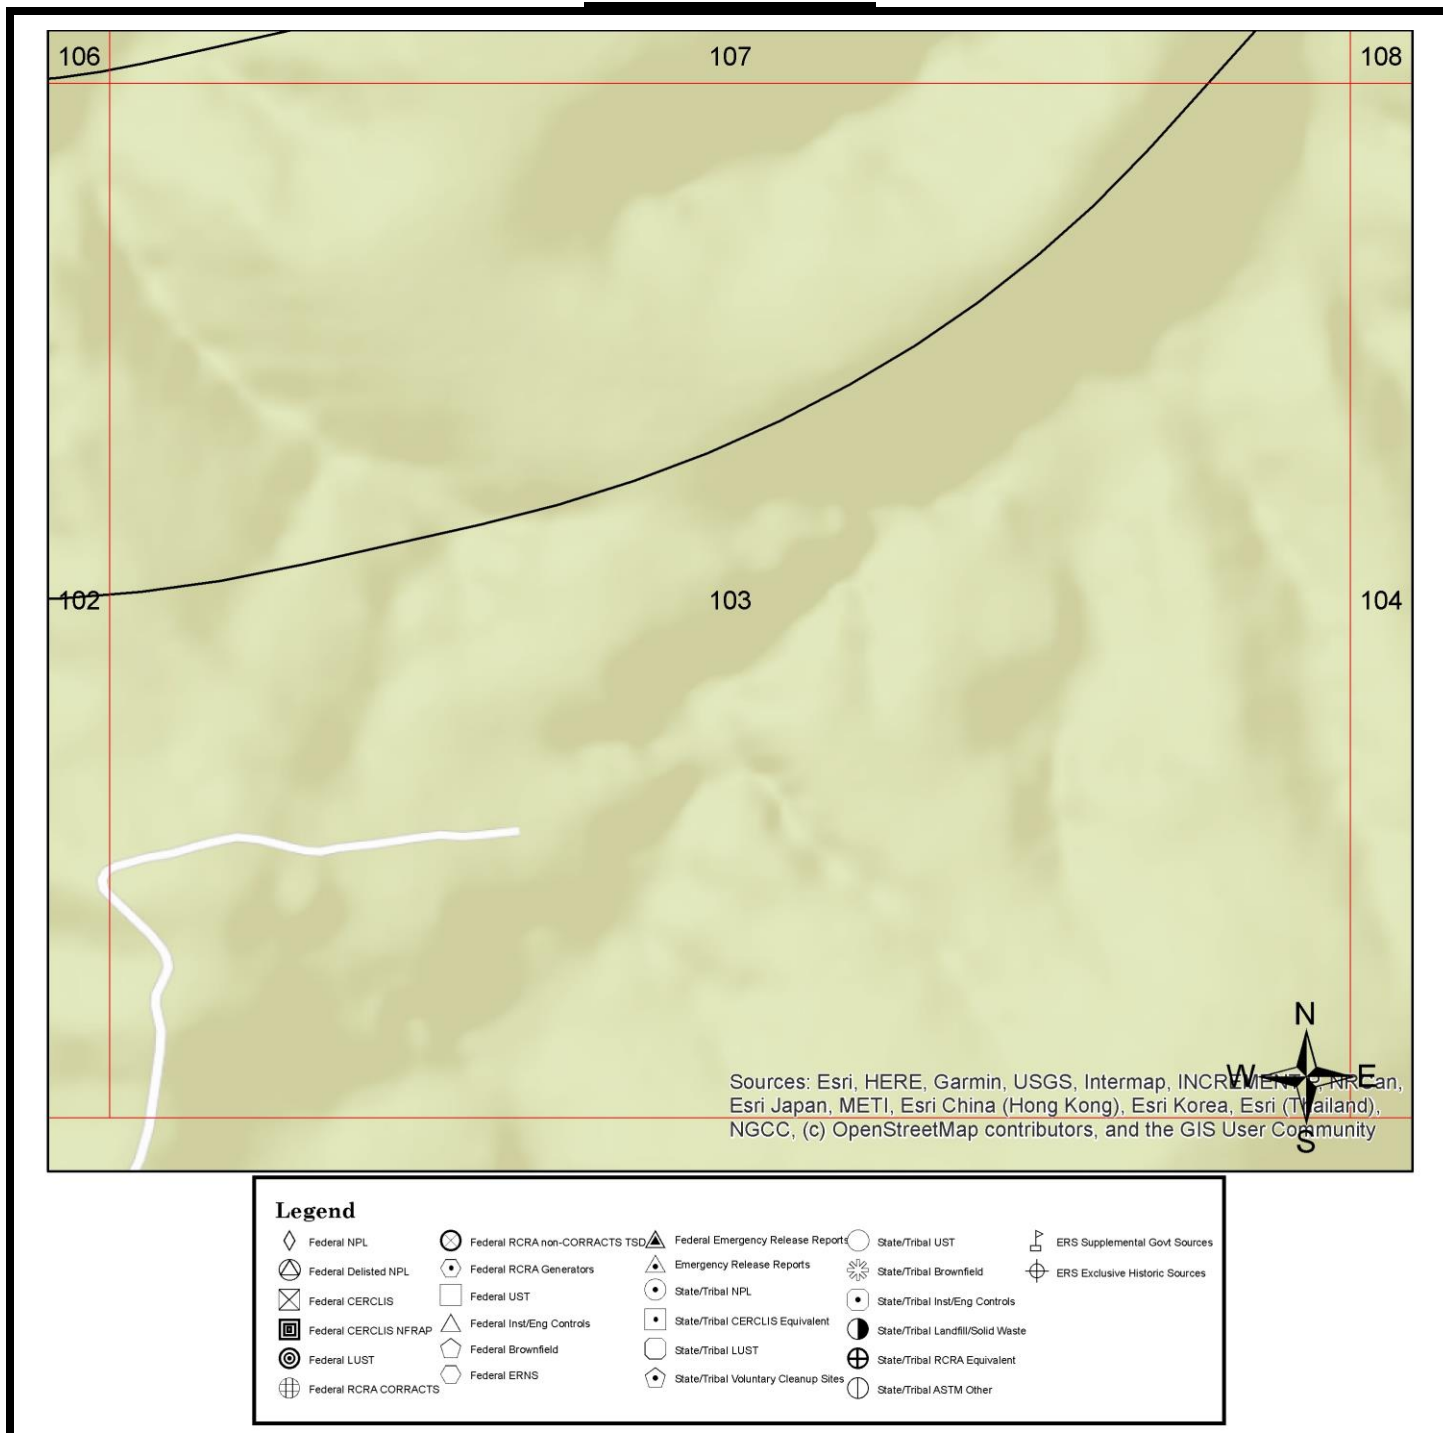 106
107
108
102
103
104
N
W
E
S
Sources: Esri, HERE, Garmin, USGS, Intermap, INCREMENT P, NRCan,
Esri Japan, METI, Esri China (Hong Kong), Esri Korea, Esri (Thailand),
NGCC, (c) OpenStreetMap contributors, and the GIS User Community
Legend
Federal NPL
Federal Delisted NPL
Federal CERCLIS
Federal CERCLIS NFRAP
Federal LUST
Federal RCRA CORRACTS
Federal RCRA non-CORRACTS TSD
Federal RCRA Generators
Federal UST
Federal Inst/Eng Controls
Federal Brownfield
Federal ERNS
Federal Emergency Release Reports
Emergency Release Reports
State/Tribal NPL
State/Tribal CERCLIS Equivalent
State/Tribal LUST
State/Tribal Voluntary Cleanup Sites
State/Tribal UST
State/Tribal Brownfield
State/Tribal Inst/Eng Controls
State/Tribal Landfill/Solid Waste
State/Tribal RCRA Equivalent
State/Tribal ASTM Other
ERS Supplemental Govt Sources
ERS Exclusive Historic Sources